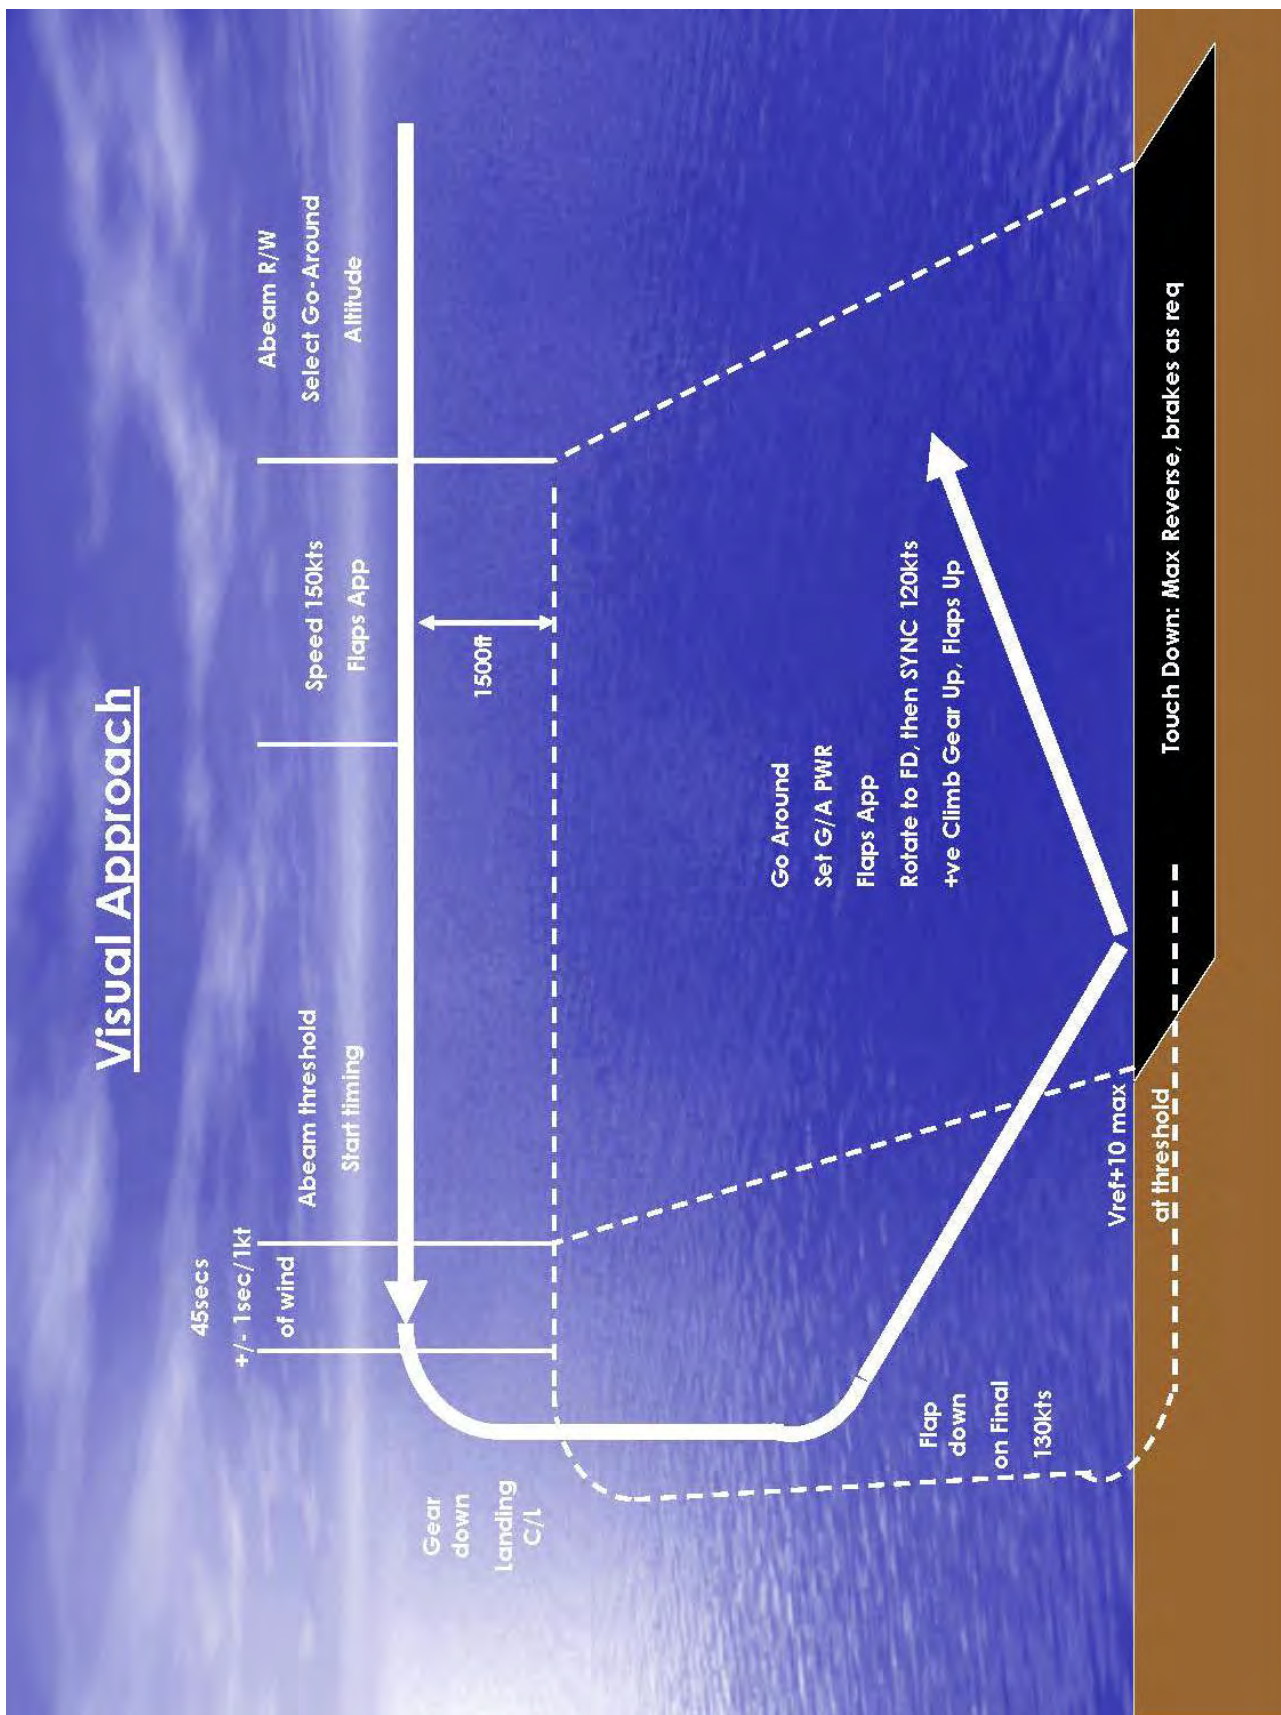 Visual Approach
45secs
+/- 1sec/1kt
of wind
Abeam threshold
Start timing
Speed 150kts
Flaps App
Abeam R/W
Select Go-Around
Altitude
1500ft
Gear
down
Landing
C/L
Go Around
Set G/A PWR
Flaps App
Rotate to FD, then SYNC 120kts
+ve Climb Gear Up, Flaps Up
Flap
down
on Final
130kts
Vref+10 max
at threshold
Touch Down: Max Reverse, brakes as req